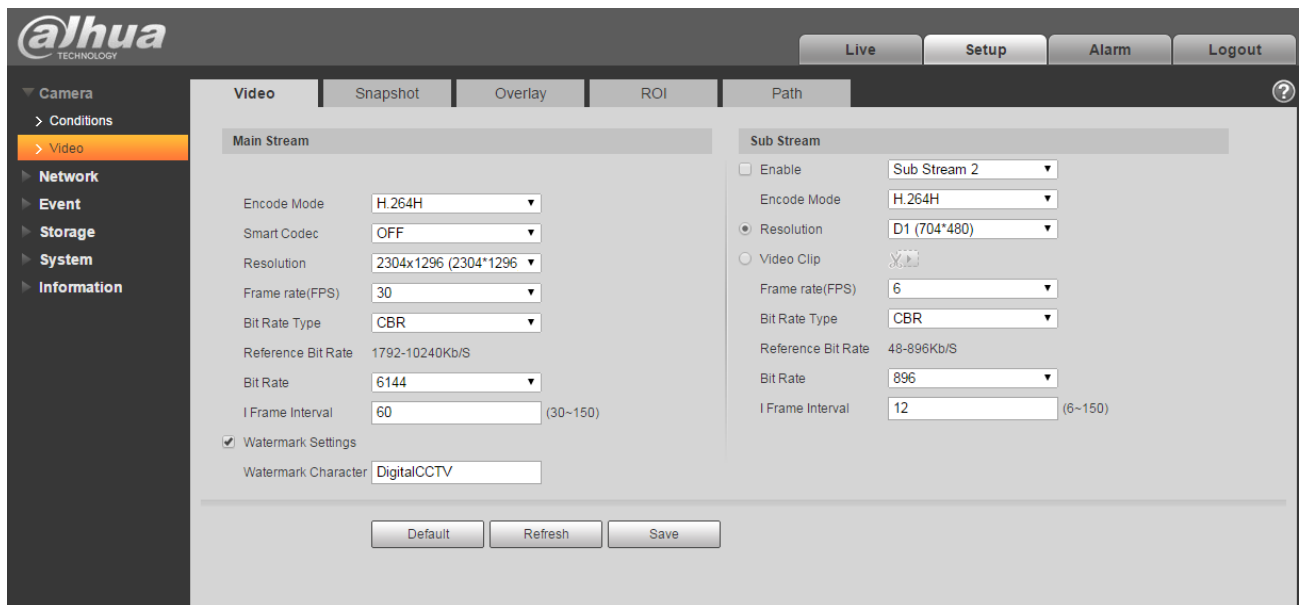 alhua
TECHNOLOGY
Live Setup Alarm Logout
Camera
Conditions
Video
Network
Event
Storage
System
Information
Video Snapshot Overlay ROI Path
?
Main Stream
Encode Mode H.264H
Smart Codec OFF
Resolution 2304x1296 (2304*1296
Frame rate(FPS) 30
Bit Rate Type CBR
Reference Bit Rate 1792-10240Kb/S
Bit Rate 6144
I Frame Interval 60 (30~150)
Watermark Settings
Watermark Character DigitalCCTV
Sub Stream
Enable Sub Stream 2
Encode Mode H.264H
Resolution D1 (704*480)
Video Clip
Frame rate(FPS) 6
Bit Rate Type CBR
Reference Bit Rate 48-896Kb/S
Bit Rate 896
I Frame Interval 12 (6~150)
Default Refresh Save